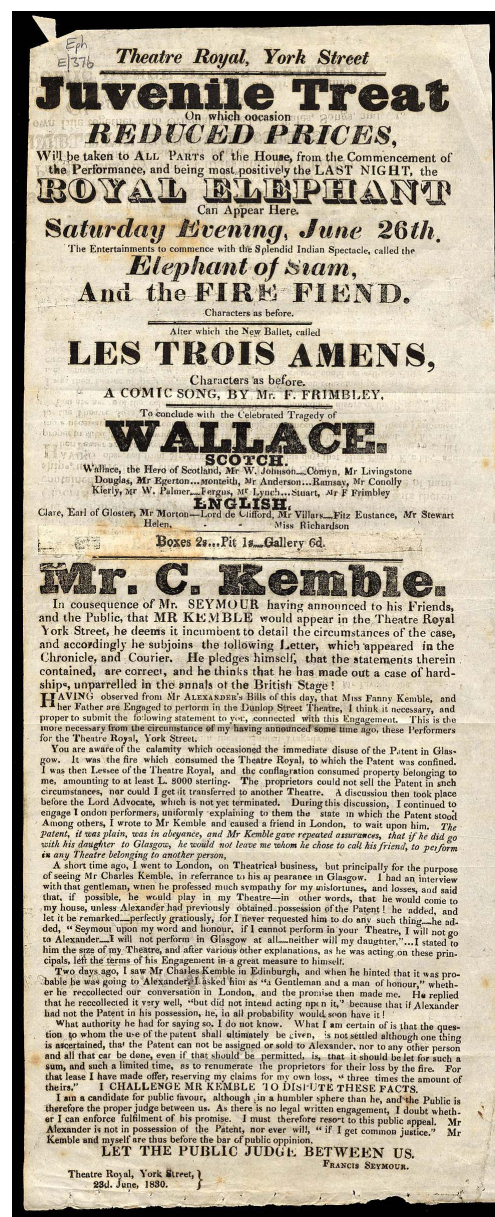 Eph
E/376
Theatre Royal, York Street
Juvenile Treat
On which occasion
REDUCED PRICES,
Will be taken to ALL PARTS of the House, from the Commencement of
the Performance, and being most positively the LAST NIGHT, the
ROYAL ELEPHANT
Can Appear Here.
Saturday Evening, June 26th.
The Entertainments to commence with the Splendid Indian Spectacle, called the
Elephant of Siam,
And the FIRE FIEND.
Characters as before.
After which the New Ballet, called
LES TROIS AMENS,
Characters as before.
A COMIC SONG, BY Mr. F. FRIMBLEY,
To conclude with the Celebrated Tragedy of
WALLACE.
SCOTCH.
Wallace, the Hero of Scotland, Mr W. Johnson—Comyn, Mr Livingstone
Douglas, Mr Egerton...Monteith, Mr Anderson...Ramsay, Mr Conolly
Kierly, Mr W. Palmer—Fergus, Mr Lynch...Stuart, Mr F Frimbley
ENGLISH,
Clare, Earl of Gloster, Mr Morton—Lord de Clifford, Mr Villars—Fitz Eustance, Mr Stewart
Helen, - - - Miss Richardson
Boxes 2s...Pit 1s—Gallery 6d.
Mr. C. Kemble.
In cousequence of Mr. SEYMOUR having announced to his Friends,
and the Public, that MR KEMBLE would appear in the Theatre Royal
York Street, he deems it incumbent to detail the circumstances of the case,
and accordingly he subjoins the following Letter, which appeared in the
Chronicle, and Courier. He pledges himself, that the statements therein
contained, are correct, and he thinks that he has made out a case of hard-
ships, unparrelled in the annals of the British Stage!
HAVING observed from Mr ALEXANDER's Bills of this day, that Miss Fanny Kemble, and
her Father are Engaged to perform in the Dunlop Street Theatre, I think it necessary, and
proper to submit the following statement to you, connected with this Engagement. This is the
more necessary from the circumstance of my having announced some time ago, these Performers
for the Theatre Royal, York Street.
You are aware of the calamity which occasioned the immediate disuse of the Patent in Glas-
gow. It was the fire which consumed the Theatre Royal, to which the Patent was confined.
I was then Lessee of the Theatre Royal, and the conflagration consumed property belonging to
me, amounting to at least L. 3000 sterling. The proprietors could not sell the Patent in such
circumstances, nor could I get it transferred to another Theatre. A discussion then took place
before the Lord Advocate, which is not yet terminated. During this discussion, I continued to
engage London performers, uniformly explaining to them the state in which the Patent stood
Among others, I wrote to Mr Kemble and caused a friend in London, to wait upon him. The
Patent, it was plain, was in abeyance, and Mr Kemble gave repeated assurances, that if he did go
with his daughter to Glasgow, he would not leave me whom he chose to call his friend, to perform
in any Theatre belonging to another person.
A short time ago, I went to London, on Theatrical business, but principally for the purpose
of seeing Mr Charles Kemble, in referrance to his appearance in Glasgow. I had an interview
with that gentleman, when he professed much sympathy for my misfortunes, and losses, and said
that, if possible, he would play in my Theatre—in other words, that he would come to
my house, unless Alexander had previously obtained possession of the Patent! he added, and
let it be remarked—perfectly gratiously, for I never requested him to do any such thing—he ad-
ded, " Seymour upon my word and honour, if I cannot perform in your Theatre, I will not go
to Alexander—I will not perform in Glasgow at all—neither will my daughter,"...I stated to
him the size of my Theatre, and after various other explanations, as he was acting on these prin-
cipals, left the terms of his Engagement in a great measure to himself.
Two days ago, I saw Mr Charles Kemble in Edinburgh, and when he hinted that it was pro-
bable he was going to Alexander, I asked him as "a Gentleman and a man of honour," wheth-
er he reccollected our conversation in London, and the promise then made me. He replied
that he reccollected it very well, "but did not intend acting upon it," because that if Alexander
had not the Patent in his possession, he, in all probability would soon have it!
What authority he had for saying so, I do not know. What I am certain of is that the ques-
tion to whom the use of the patent shall ultimately be given, is not settled although one thing
is ascertained, that the Patent can not be assigned or sold to Alexander, nor to any other person
and all that can be done, even if that should be permitted, is, that it should be let for such a
sum, and such a limited time, as to renumerate the proprietors for their loss by the fire. For
that lease I have made offer, reserving my claims for my own loss, " three times the amount of
theirs." I CHALLENGE MR KEMBLE TO DISPUTE THESE FACTS.
I am a candidate for public favour, although in a humbler sphere than he, and the Public is
therefore the proper judge between us. As there is no legal written engagement, I doubt wheth-
er I can enforce fulfilment of his promise. I must therefore resort to this public appeal. Mr
Alexander is not in possession of the Patent, nor ever will, " if I get common justice." Mr
Kemble and myself are thus before the bar of public oppinion.
LET THE PUBLIC JUDGE BETWEEN US.
FRANCIS SEYMOUR.
Theatre Royal, York Street,
23d. June, 1830.